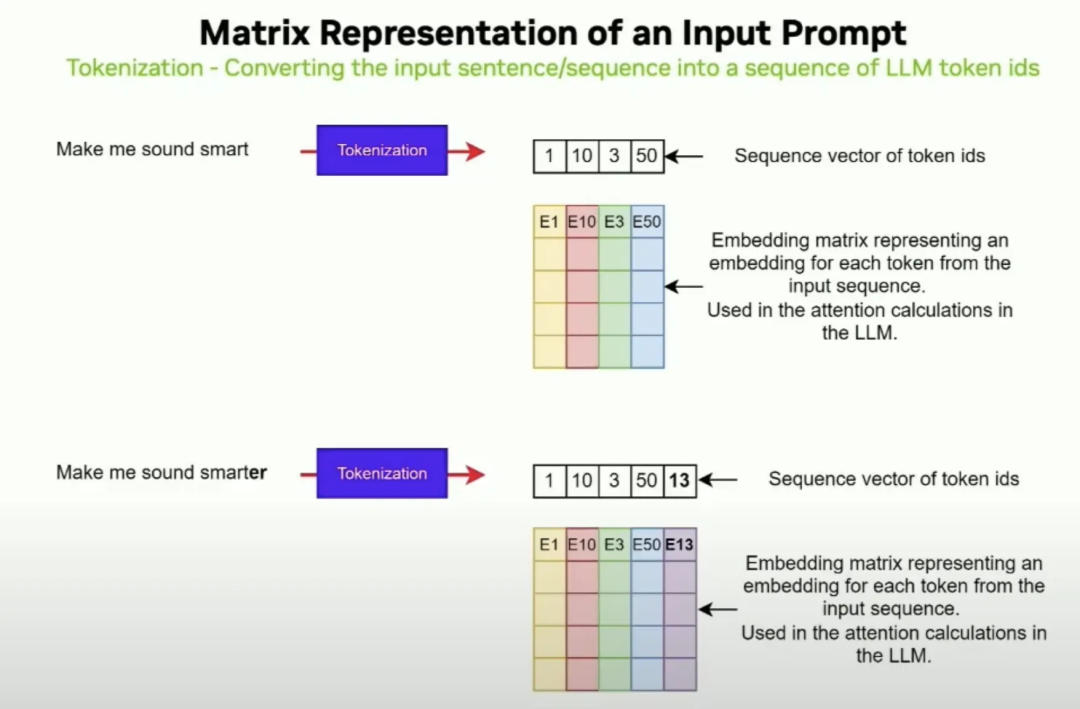 Matrix Representation of an Input Prompt
Tokenization - Converting the input sentence/sequence into a sequence of LLM token ids
Make me sound smart
Tokenization
1 10 3 50
Sequence vector of token ids
E1 E10 E3 E50
Embedding matrix representing an
embedding for each token from the
input sequence.
Used in the attention calculations in
the LLM.
Make me sound smarter
Tokenization
1 10 3 50 13
Sequence vector of token ids
E1 E10 E3 E50 E13
Embedding matrix representing an
embedding for each token from the
input sequence.
Used in the attention calculations in
the LLM.